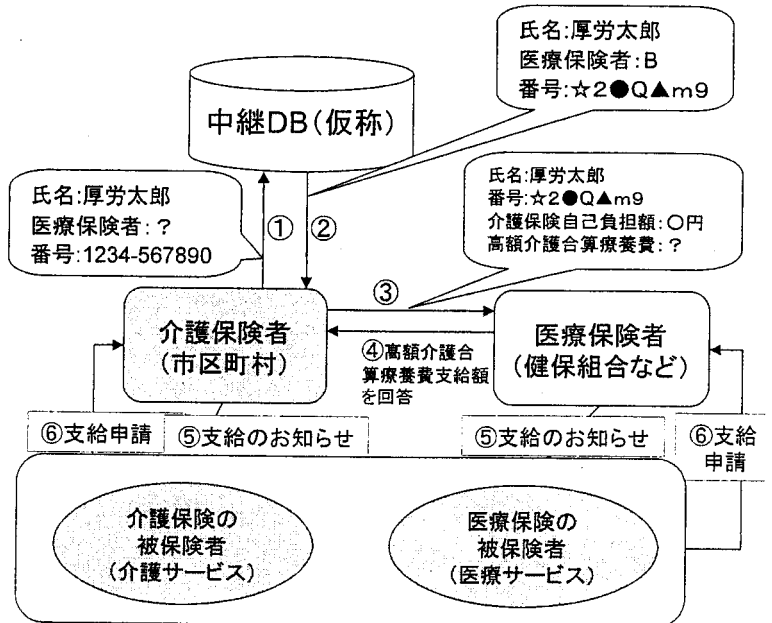 氏名:厚労太郎
医療保険者:B
番号:☆2●Q▲m9
中継DB(仮称)
氏名:厚労太郎
医療保険者:?
番号:1234-567890
①
②
氏名:厚労太郎
番号:☆2●Q▲m9
介護保険自己負担額:○円
高額介護合算療養費:?
③
介護保険者
(市区町村)
④高額介護合
算療養費支給額
を回答
医療保険者
(健保組合など)
⑥支給申請
⑤支給のお知らせ
⑤支給のお知らせ
⑥支給
申請
介護保険の
被保険者
(介護サービス)
医療保険の
被保険者
(医療サービス)